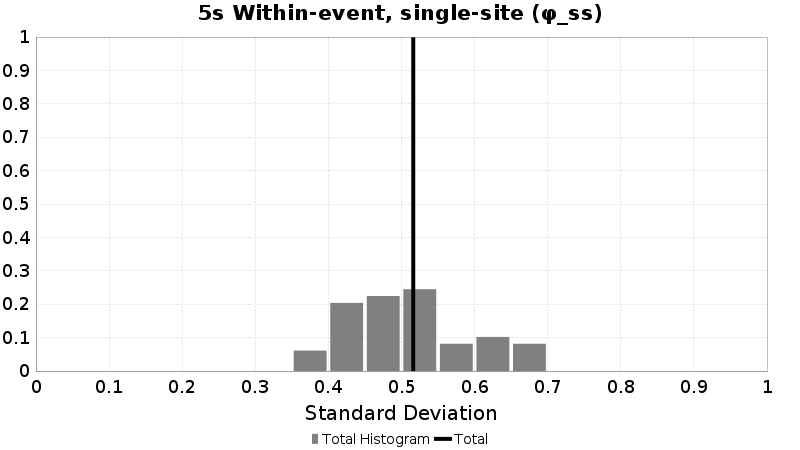 5s Within-event, single-site (φ_ss)
1
0.9
0.8
0.7
0.6
0.5
0.4
0.3
0.2
0.1
0
0 0.1 0.2 0.3 0.4 0.5 0.6 0.7 0.8 0.9 1
Standard Deviation
Total Histogram Total